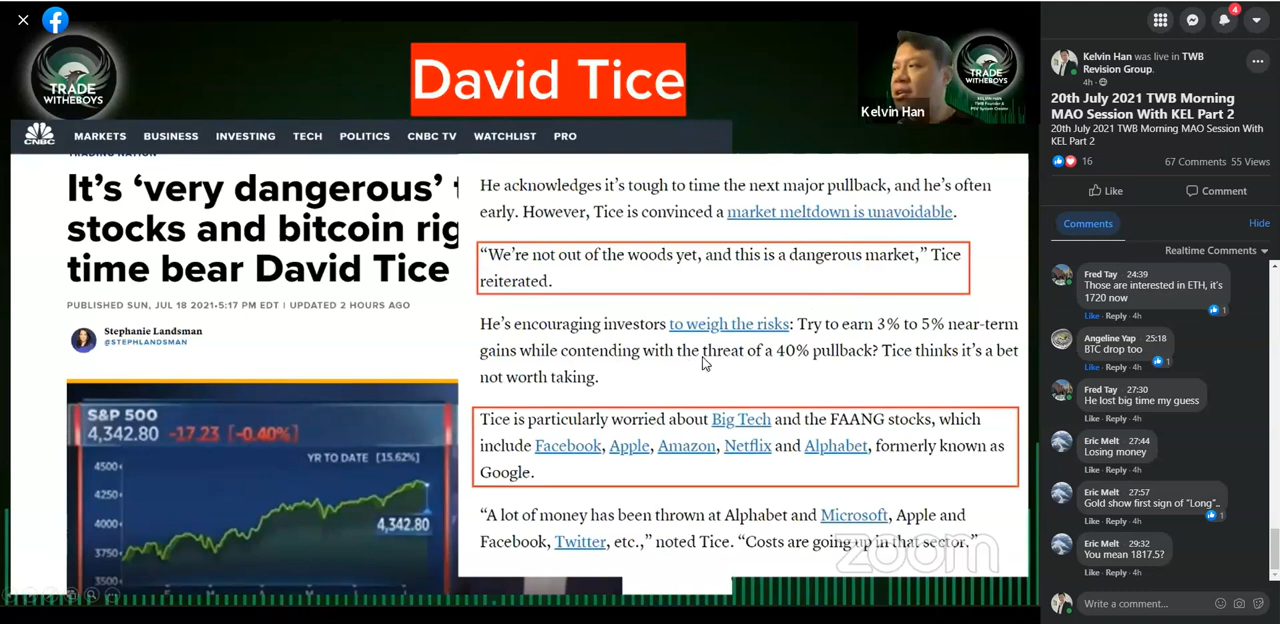 David Tice
TRADE
WITHEBOYS
TRADE
WITHEBOYS
KELVIN HAN
Kelvin Han
CNBC
MARKETS BUSINESS INVESTING TECH POLITICS CNBC TV WATCHLIST PRO
TRADING NATION
It’s ‘very dangerous’ t
stocks and bitcoin rig
time bear David Tice
PUBLISHED SUN, JUL 18 2021•5:17 PM EDT | UPDATED 2 HOURS AGO
Stephanie Landsman
@STEPHLANDSMAN
S&P 500
4,342.80 -17.23 [-0.40%]
YR TO DATE [15.62%]
4500
4250
4000
3750
3500
4,342.80
He acknowledges it’s tough to time the next major pullback, and he’s often
early. However, Tice is convinced a market meltdown is unavoidable.
“We’re not out of the woods yet, and this is a dangerous market,” Tice
reiterated.
He’s encouraging investors to weigh the risks: Try to earn 3% to 5% near-term
gains while contending with the threat of a 40% pullback? Tice thinks it’s a bet
not worth taking.
Tice is particularly worried about Big Tech and the FAANG stocks, which
include Facebook, Apple, Amazon, Netflix and Alphabet, formerly known as
Google.
“A lot of money has been thrown at Alphabet and Microsoft, Apple and
Facebook, Twitter, etc.,” noted Tice. “Costs are going up in that sector.”
zoom
4
Kelvin Han was live in TWB
Revision Group.
4h
20th July 2021 TWB Morning
MAO Session With KEL Part 2
20th July 2021 TWB Morning MAO Session With
KEL Part 2
16 67 Comments 55 Views
Like Comment
Comments Hide
Realtime Comments
Fred Tay 24:39
Those are interested in ETH, it's
1720 now
1
Like · Reply · 4h
Angeline Yap 25:18
BTC drop too
1
Like · Reply · 4h
Fred Tay 27:30
He lost big time my guess
Like · Reply · 4h
Eric Melt 27:44
Losing money
Like · Reply · 4h
Eric Melt 27:57
Gold show first sign of "Long"..
1
Like · Reply · 4h
Eric Melt 29:32
You mean 1817.5?
Like · Reply · 4h
Write a comment...